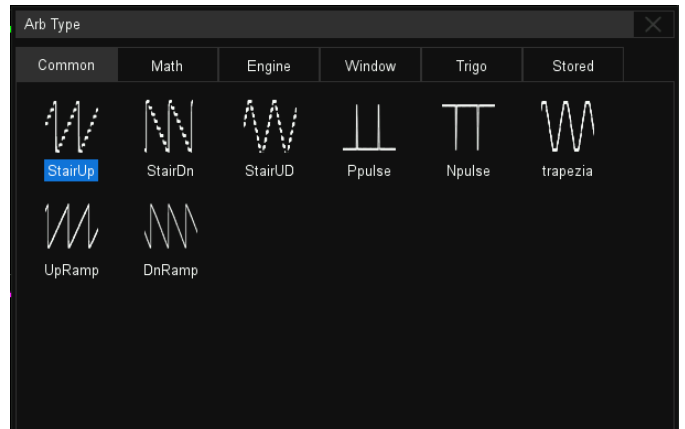 Arb Type
Common Math Engine Window Trigo Stored
StairUp StairDn StairUD Ppulse Npulse trapezia
UpRamp DnRamp